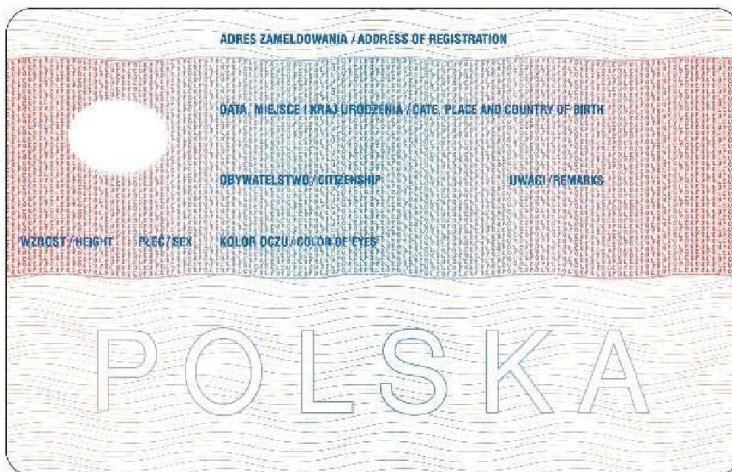 ADRES ZAMELDOWANIA / ADDRESS OF REGISTRATION
DATA, MIEJSCE I KRAJ URODZENIA / DATE, PLACE AND COUNTRY OF BIRTH
OBYWATELSTWO / CITIZENSHIP UWAGI / REMARKS
WZROST / HEIGHT PŁEĆ / SEX KOLOR OCZU / COLOR OF EYES
POLSKA